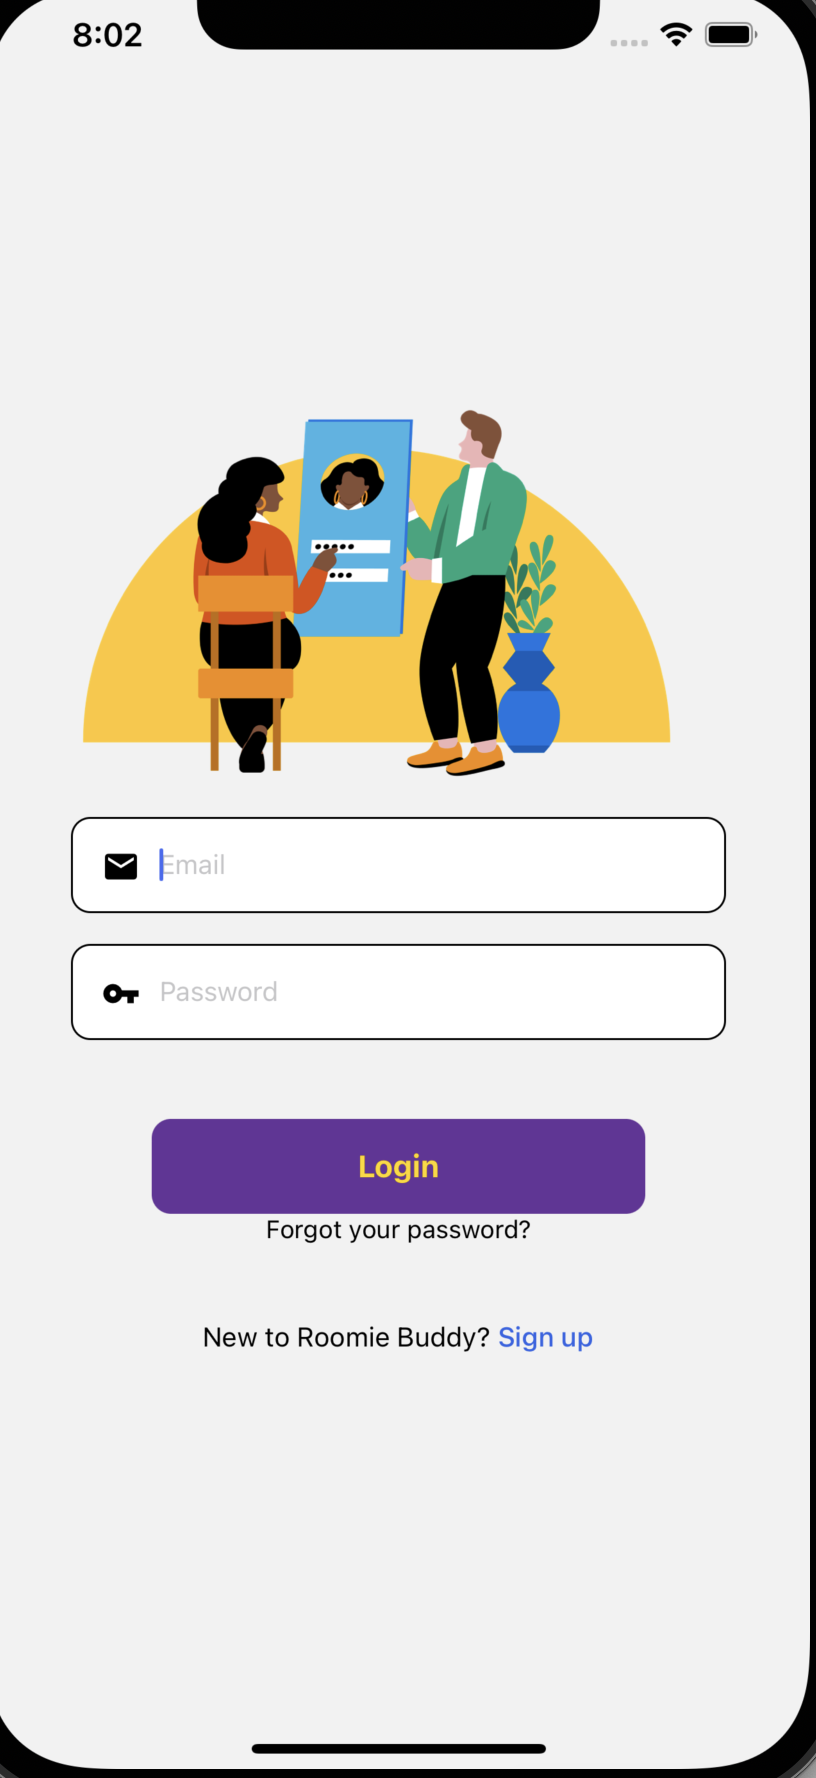 8:02
Email
Password
Login
Forgot your password?
New to Roomie Buddy? Sign up